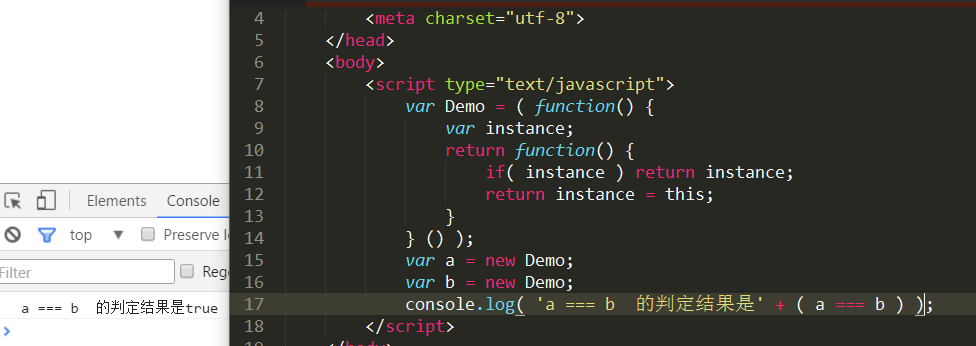 4 <meta charset="utf-8">
5 </head>
6 <body>
7 <script type="text/javascript">
8 var Demo = ( function() {
9 var instance;
10 return function() {
11 if( instance ) return instance;
12 return instance = this;
13 }
14 } () );
15 var a = new Demo;
16 var b = new Demo;
17 console.log( 'a === b  的判定结果是' + ( a === b ) );
18 </script>
Elements Console
top ▼ Preserve
Filter
a === b  的判定结果是true
>